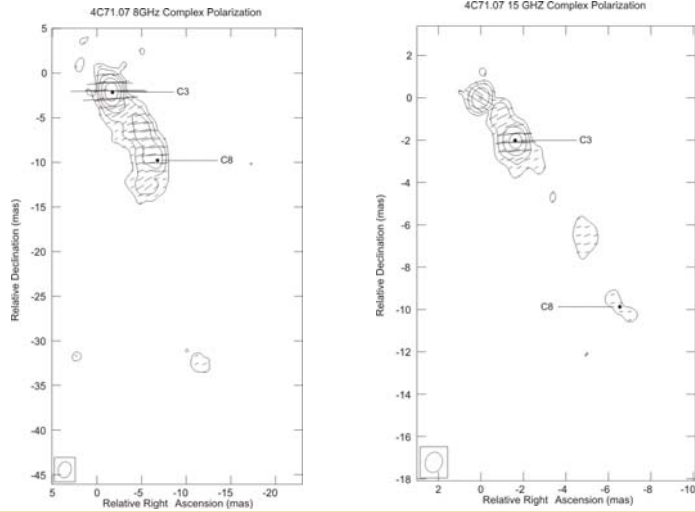 4C71.07 8GHz Complex Polarization
5
0
-5
-10
-15
-20
-25
-30
-35
-40
-45
Relative Declination (mas)
C3
C8
5 0 -5 -10 -15 -20
Relative Right Ascension (mas)
4C71.07 15 GHZ Complex Polarization
2
0
-2
-4
-6
-8
-10
-12
-14
-16
-18
Relative Declination (mas)
C3
C8
2 0 -2 -4 -6 -8 -10
Relative Right Ascension (mas)